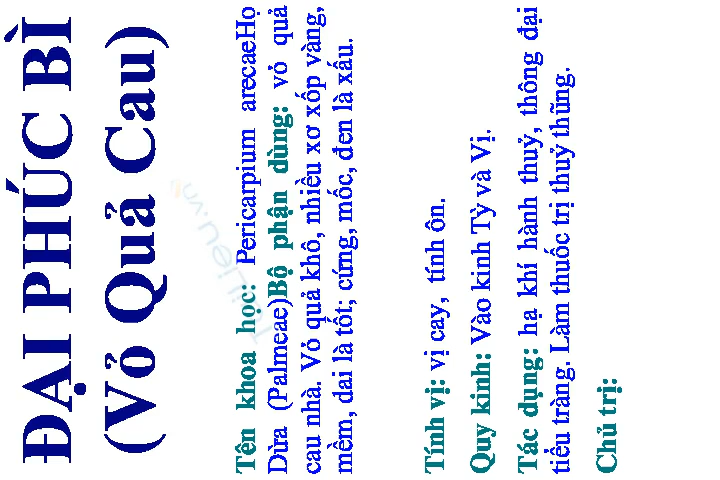 ĐẠI PHÚC BÌ
(Vỏ Quả Cau)
Tên khoa học: Pericarpium arecaeHọ
Dừa (Palmeae)Bộ phận dùng: vỏ quả
cau nhà. Vỏ quả khô, nhiều xơ xốp vàng,
mềm, dai là tốt; cứng, mốc, đen là xấu.
Tính vị: vị cay, tính ôn.
Quy kinh: Vào kinh Tỳ và Vị.
Tác dụng: hạ khí hành thuỷ, thông đại
tiểu tràng. Làm thuốc trị thuỷ thũng.
Chủ trị:
TaiLieu.vn